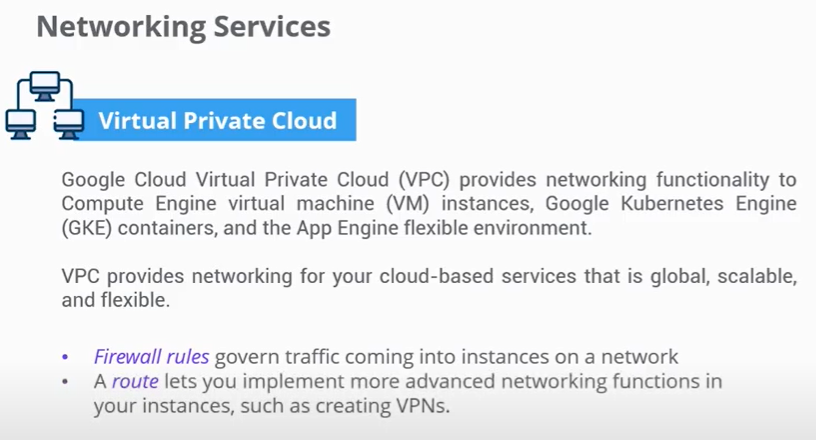 Networking Services
Virtual Private Cloud
Google Cloud Virtual Private Cloud (VPC) provides networking functionality to
Compute Engine virtual machine (VM) instances, Google Kubernetes Engine
(GKE) containers, and the App Engine flexible environment.
VPC provides networking for your cloud-based services that is global, scalable,
and flexible.
• Firewall rules govern traffic coming into instances on a network
• A route lets you implement more advanced networking functions in
your instances, such as creating VPNs.